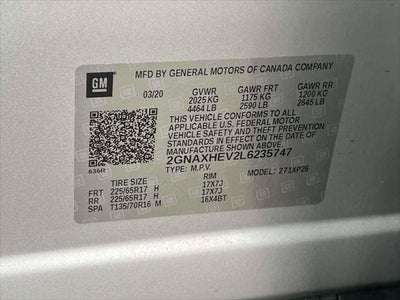 GM
MFD BY GENERAL MOTORS OF CANADA COMPANY
03/20 GVWR GAWR FRT GAWR RR
2025 KG 1175 KG 1200 KG
4464 LB 2590 LB 2645 LB
THIS VEHICLE CONFORMS TO ALL
APPLICABLE U.S. FEDERAL MOTOR
VEHICLE SAFETY, BUMPER, AND THEFT
PREVENTION STANDARDS IN EFFECT ON
THE DATE OF MANUFACTURE SHOWN ABOVE.
636R 2GNAXHEV2L6235747
TYPE: M.P.V. MODEL: 271XP26
TIRE SIZE RIM
FRT 225/65R17 H 17X7J
RR 225/65R17 H 17X7J
SPA T135/70R16 M 16X4BT